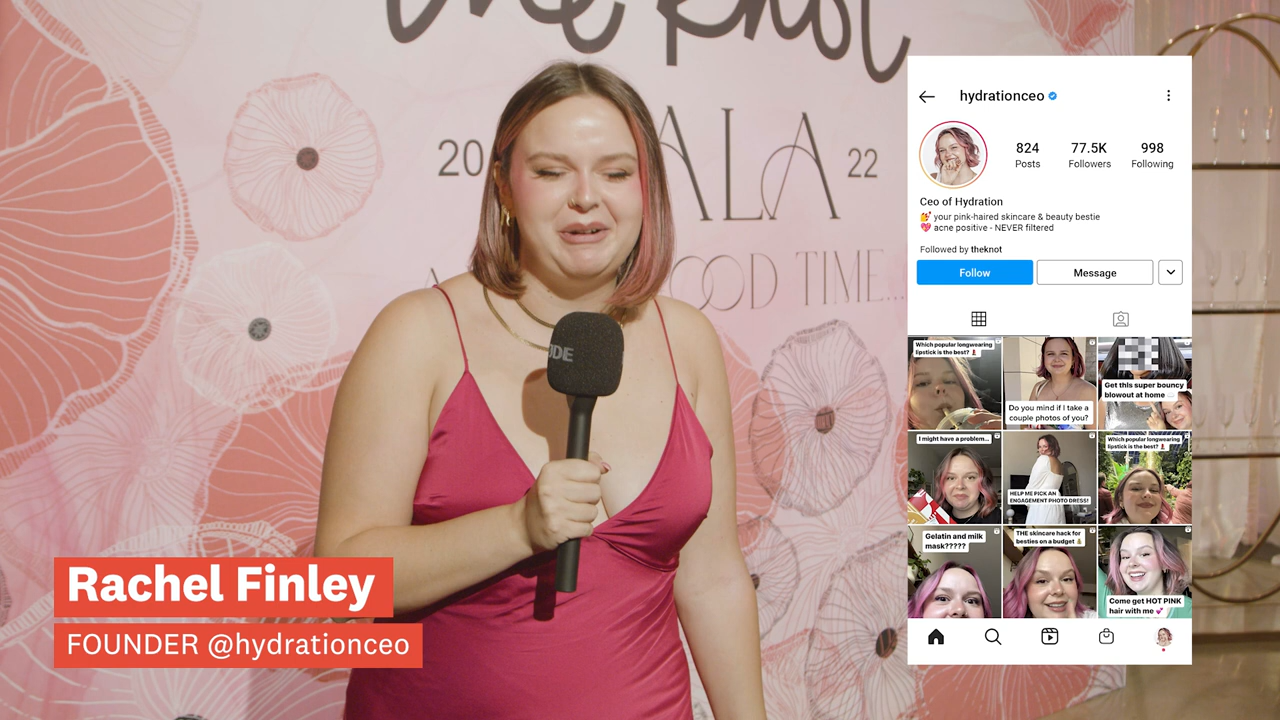 the Knot
20
ALA
22
OOD TIME...
ODE
Rachel Finley
FOUNDER @hydrationceo
hydrationceo
824
77.5K
998
Posts
Followers
Following
Ceo of Hydration
your pink-haired skincare & beauty bestie
acne positive - NEVER filtered
Followed by theknot
Follow
Message
Which popular longwearing
lipstick is the best?
Do you mind if I take a
couple photos of you?
Get this super bouncy
blowout at home
I might have a problem...
HELP ME PICK AN
ENGAGEMENT PHOTO DRESS!
Which popular longwearing
lipstick is the best?
Gelatin and milk
mask?????
THE skincare hack for
besties on a budget
Come get HOT PINK
hair with me